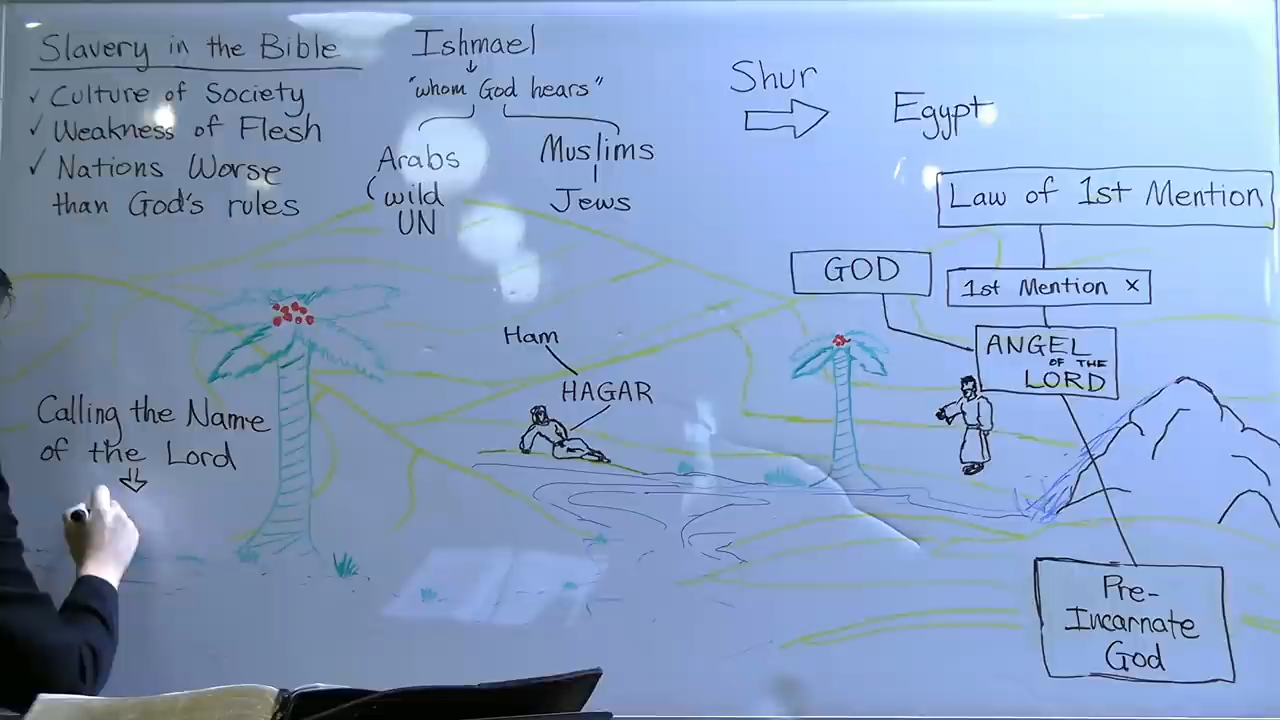 Slavery in the Bible
✓ Culture of Society
✓ Weakness of Flesh
✓ Nations Worse
than God's rules
Ishmael
"whom God hears"
Arabs
(wild
UN
Muslims
Jews
Shur
Egypt
Law of 1st Mention
GOD
1st Mention ×
ANGEL
OF THE
LORD
Ham
HAGAR
Calling the Name
of the Lord
Pre-
Incarnate
God